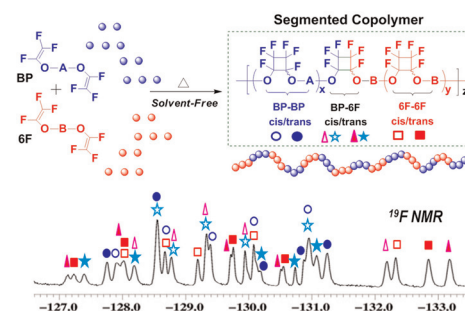 Segmented Copolymer
F F
F F
F O A O F
BP F F
+
F F
F O B O F
6F F F
△
Solvent-Free
F F F F F F
F F F F F F
O O A O O B O O
x y z
BP-BP BP-6F 6F-6F
cis/trans cis/trans cis/trans
19F NMR
−127.0 −128.0 −129.0 −130.0 −131.0 −132.0 −133.0